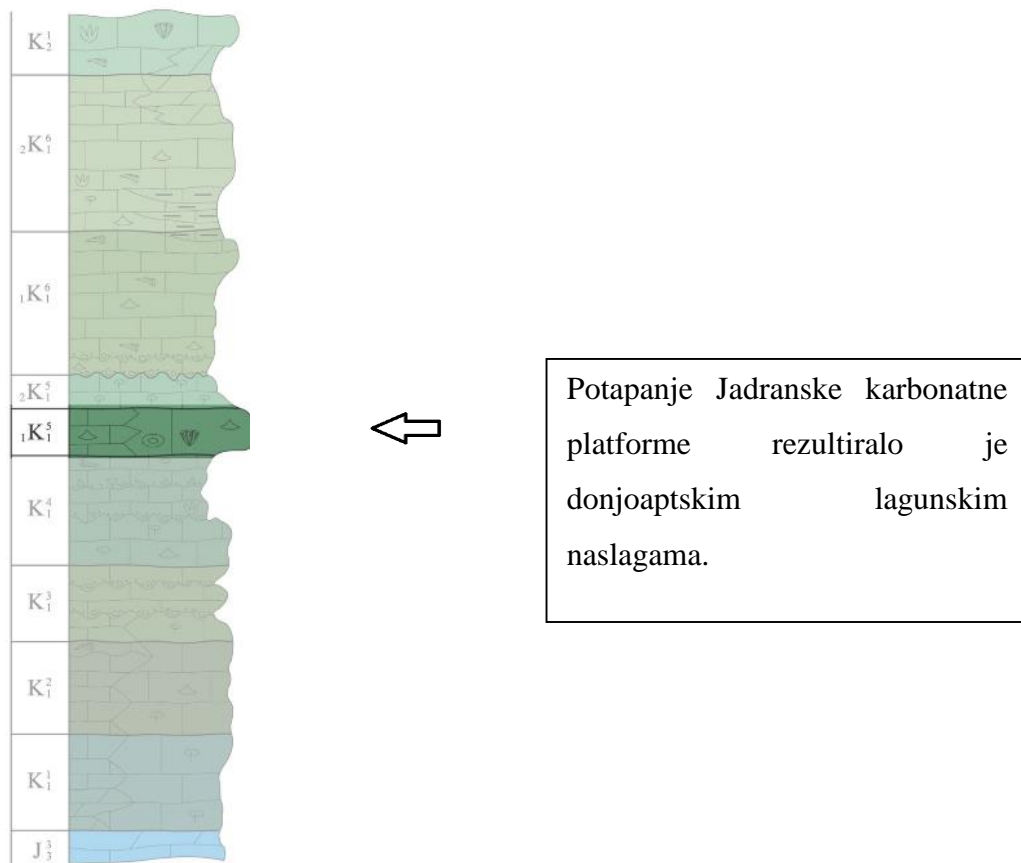 K₂¹
₂K₁⁶
₁K₁⁶
₂K₁⁵
₁K₁⁵
K₁⁴
K₁³
K₁²
K₁¹
J₃³
Potapanje Jadranske karbonatne
platforme rezultiralo je
donjoaptskim lagunskim
naslagama.